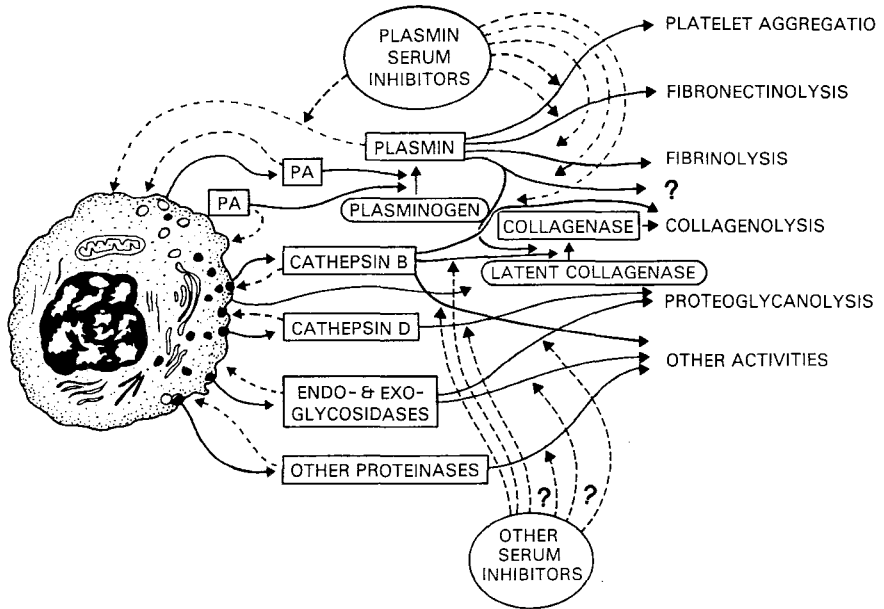 PLASMIN
SERUM
INHIBITORS
PLATELET AGGREGATIO
FIBRONECTINOLYSIS
PLASMIN
FIBRINOLYSIS
PA
?
PA
PLASMINOGEN
COLLAGENASE
COLLAGENOLYSIS
CATHEPSIN B
LATENT COLLAGENASE
PROTEOGLYCANOLYSIS
CATHEPSIN D
OTHER ACTIVITIES
ENDO- & EXO-
GLYCOSIDASES
OTHER PROTEINASES
? ?
OTHER
SERUM
INHIBITORS